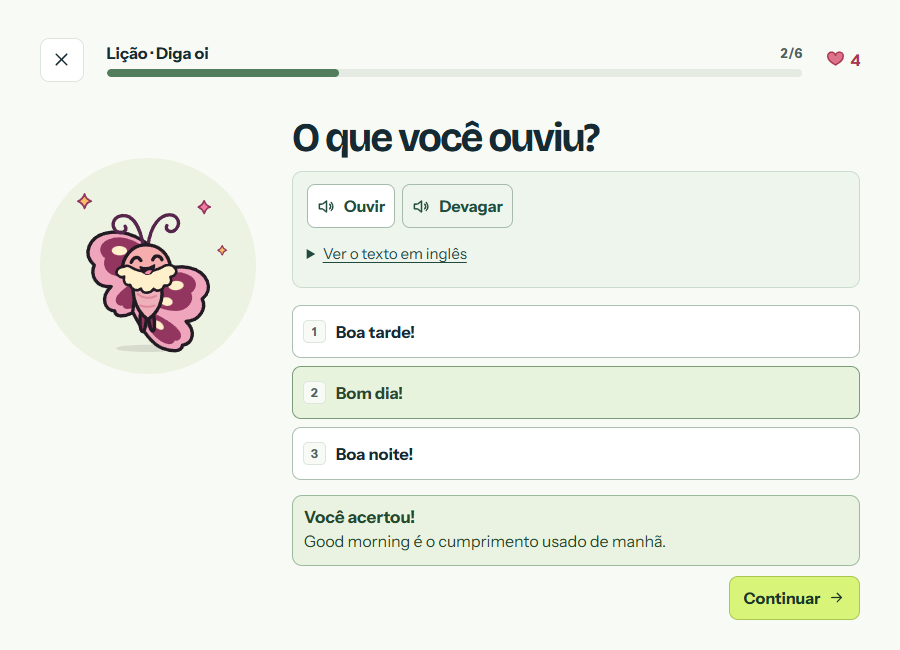 Lição · Diga oi
2/6
4
O que você ouviu?
Ouvir
Devagar
Ver o texto em inglês
1 Boa tarde!
2 Bom dia!
3 Boa noite!
Você acertou!
Good morning é o cumprimento usado de manhã.
Continuar →